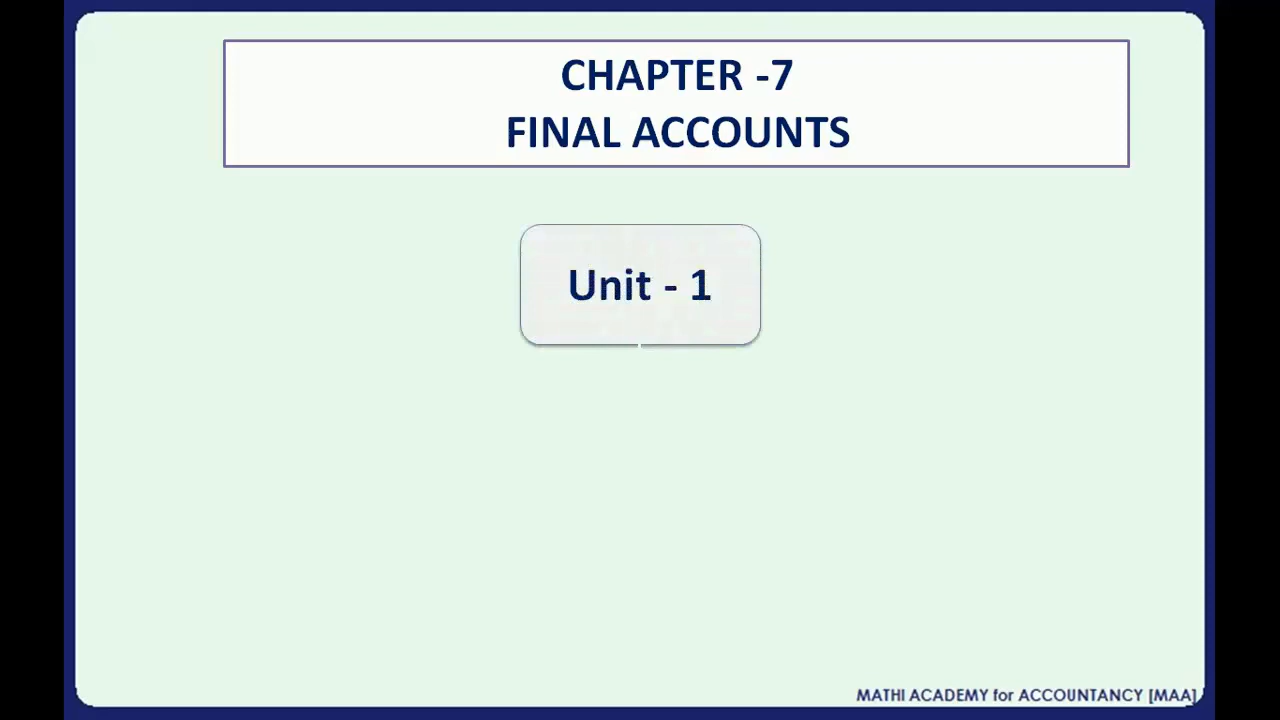 CHAPTER -7
FINAL ACCOUNTS
Unit - 1
MATHI ACADEMY for ACCOUNTANCY [MAA]